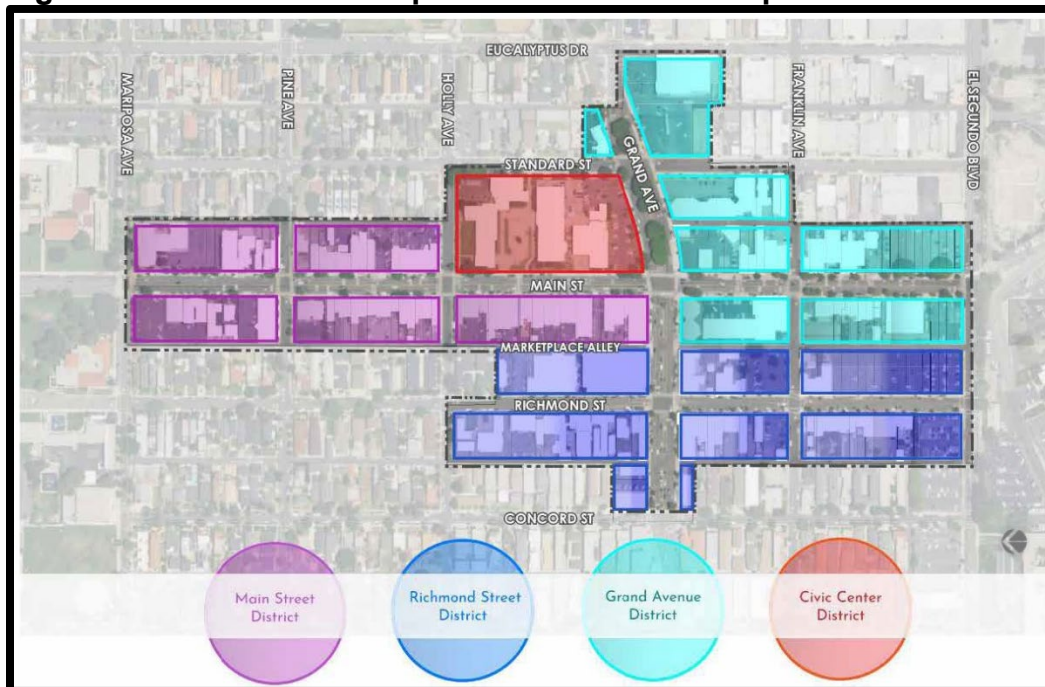 EUCALYPTUS DR
MARIPOSA AVE
PINE AVE
HOLLY AVE
FRANKLIN AVE
EL SEGUNDO BLVD
GRAND AVE
STANDARD ST
MAIN ST
MARKETPLACE ALLEY
RICHMOND ST
CONCORD ST
Main Street
District
Richmond Street
District
Grand Avenue
District
Civic Center
District